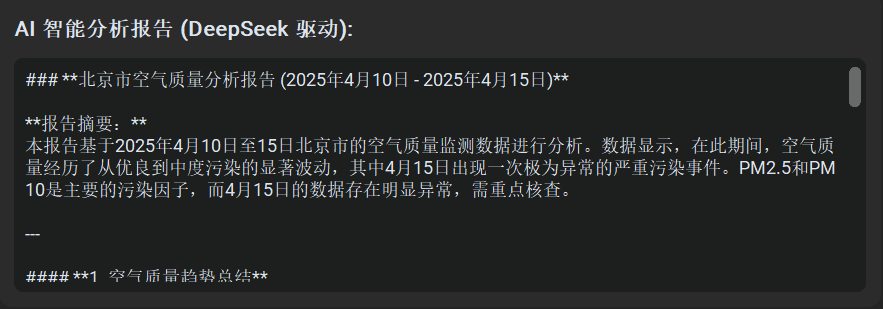 AI 智能分析报告 (DeepSeek 驱动):
### **北京市空气质量分析报告 (2025年4月10日 - 2025年4月15日)**
**报告摘要：**
本报告基于2025年4月10日至15日北京市的空气质量监测数据进行分析。数据显示，在此期间，空气质
量经历了从优良到中度污染的显著波动，其中4月15日出现一次极为异常的严重污染事件。PM2.5和PM
10是主要的污染因子，而4月15日的数据存在明显异常，需重点核查。
---
#### **1. 空气质量趋势总结**